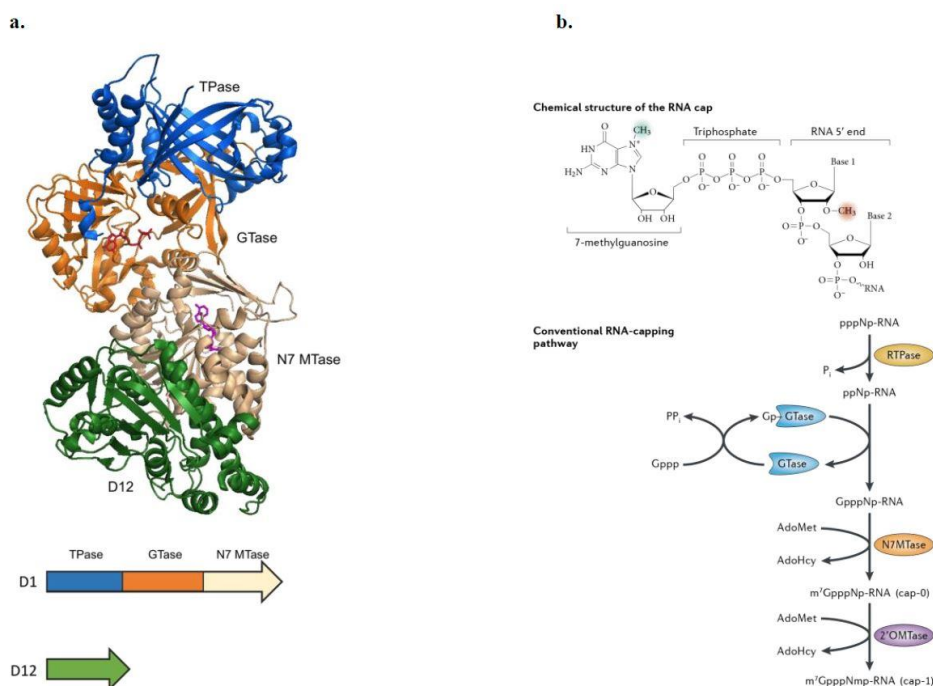 a.
TPase
GTase
N7 MTase
D12
TPase GTase N7 MTase
D1
D12
b.
Chemical structure of the RNA cap
O CH₃ Triphosphate RNA 5′ end
HN N⁺ Base 1
H₂N N N O O O
O P O P O P O O
O O⁻ O⁻ O⁻
OH OH O O CH₃
7-methylguanosine O=P O Base 2
O⁻ O
O OH
O=P O RNA
O⁻
Conventional RNA-capping
pathway
pppNp-RNA
RTPase
Pᵢ
ppNp-RNA
PPᵢ Gp GTase
Gppp GTase
GpppNp-RNA
AdoMet
N7MTase
AdoHcy
m⁷GpppNp-RNA (cap-0)
AdoMet
2′OMTase
AdoHcy
m⁷GpppNmp-RNA (cap-1)